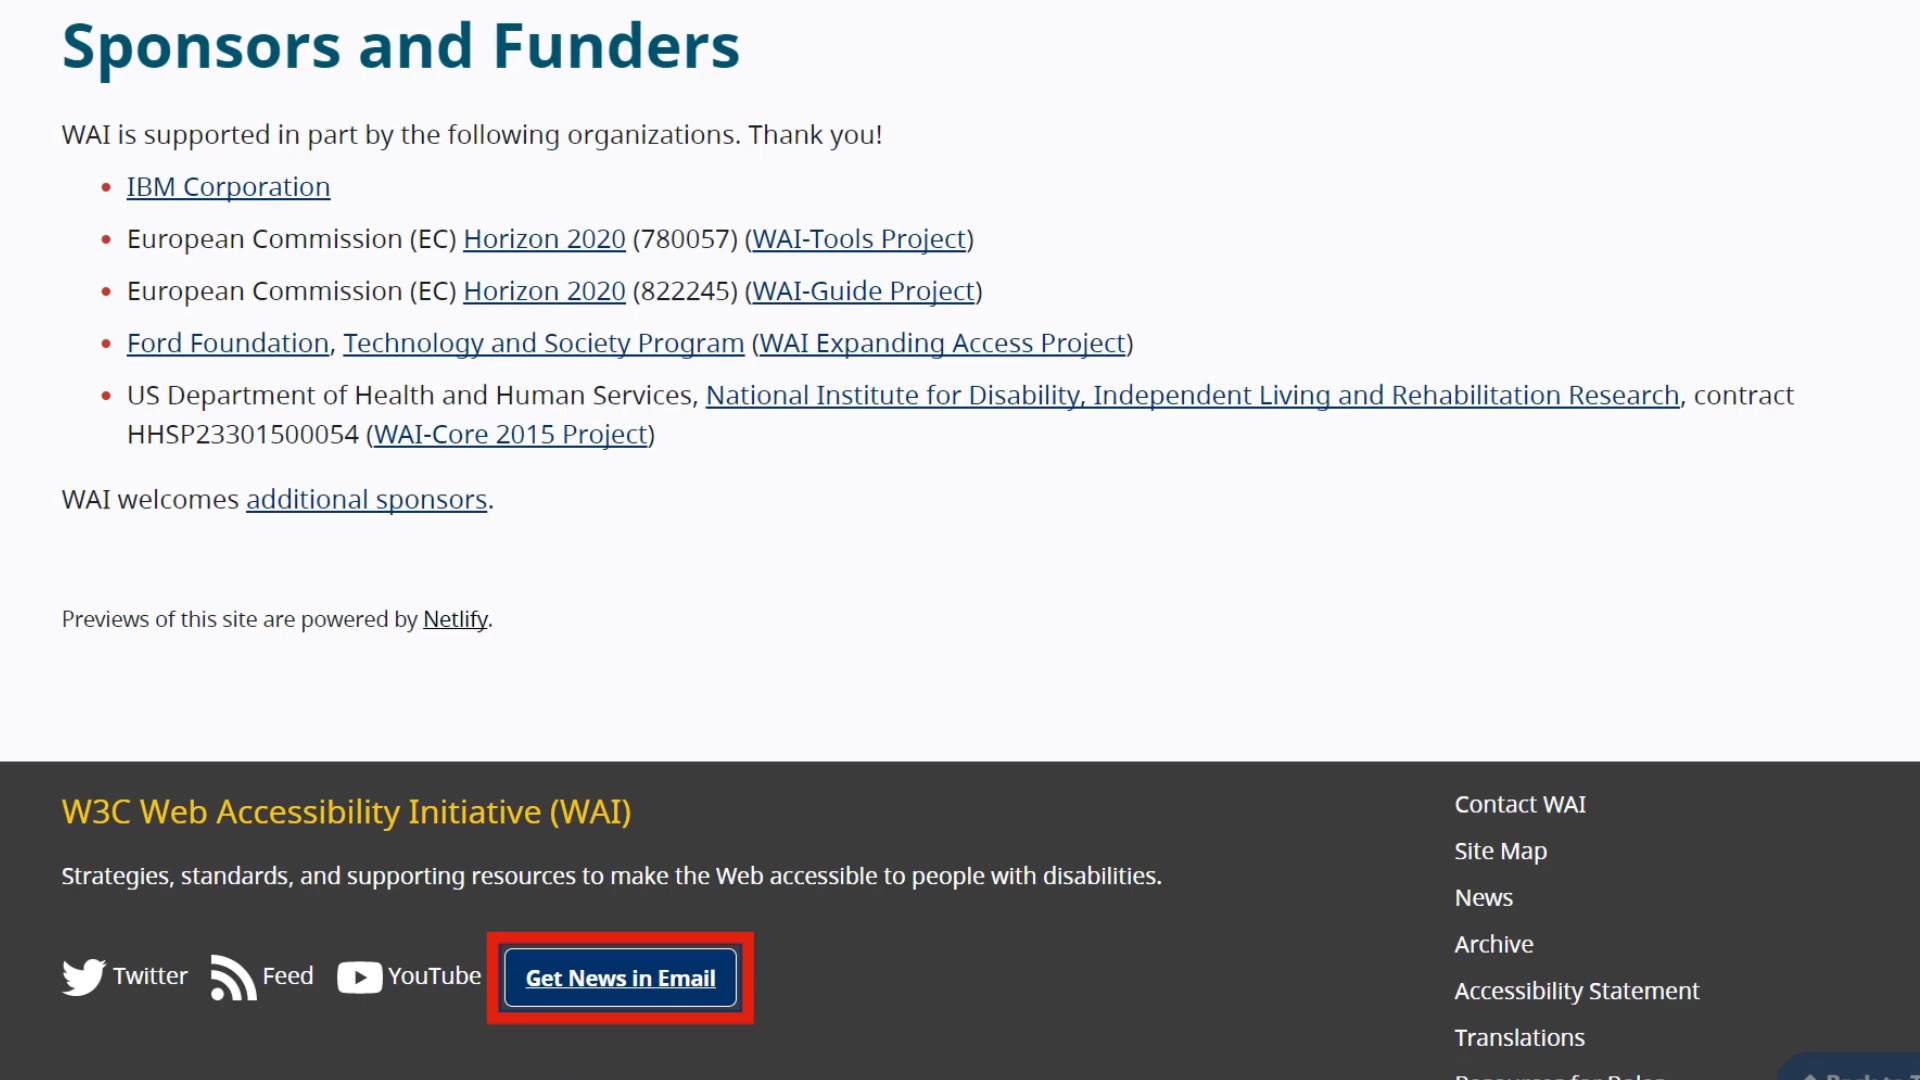 Sponsors and Funders
WAI is supported in part by the following organizations. Thank you!
IBM Corporation
European Commission (EC) Horizon 2020 (780057) (WAI-Tools Project)
European Commission (EC) Horizon 2020 (822245) (WAI-Guide Project)
Ford Foundation, Technology and Society Program (WAI Expanding Access Project)
US Department of Health and Human Services, National Institute for Disability, Independent Living and Rehabilitation Research, contract
HHSP23301500054 (WAI-Core 2015 Project)
WAI welcomes additional sponsors.
Previews of this site are powered by Netlify.
W3C Web Accessibility Initiative (WAI)
Strategies, standards, and supporting resources to make the Web accessible to people with disabilities.
Twitter Feed YouTube Get News in Email
Contact WAI
Site Map
News
Archive
Accessibility Statement
Translations